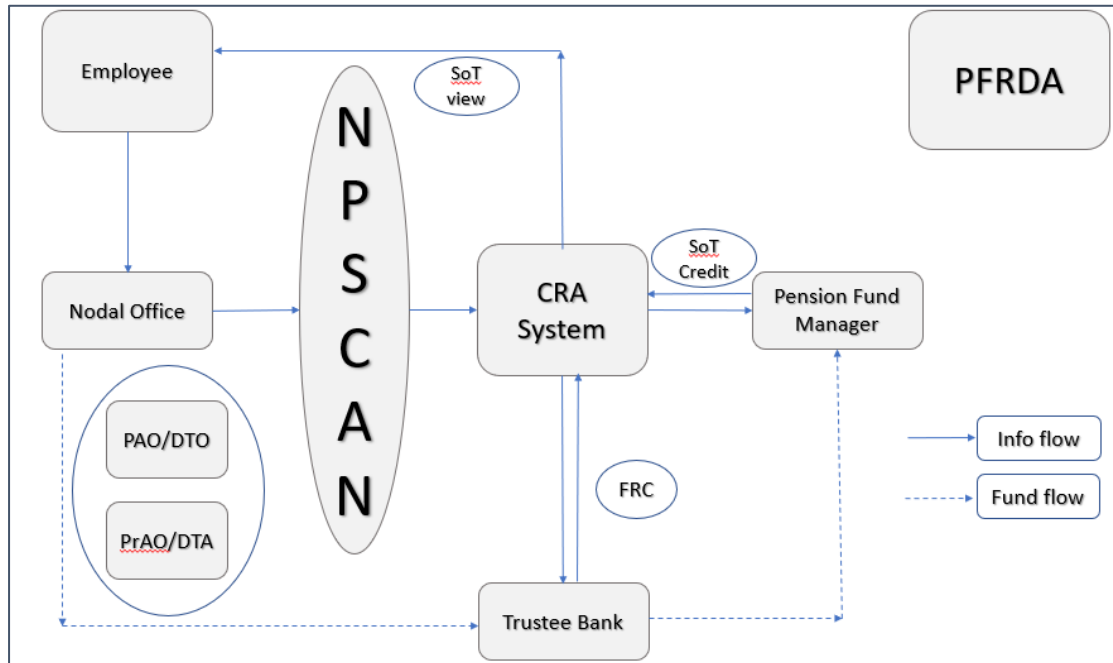 Employee
SoT
view
PFRDA
N
P
S
C
A
N
SoT
Credit
Nodal Office
CRA
System
Pension Fund
Manager
PAO/DTO
Info flow
FRC
Fund flow
PrAO/DTA
Trustee Bank